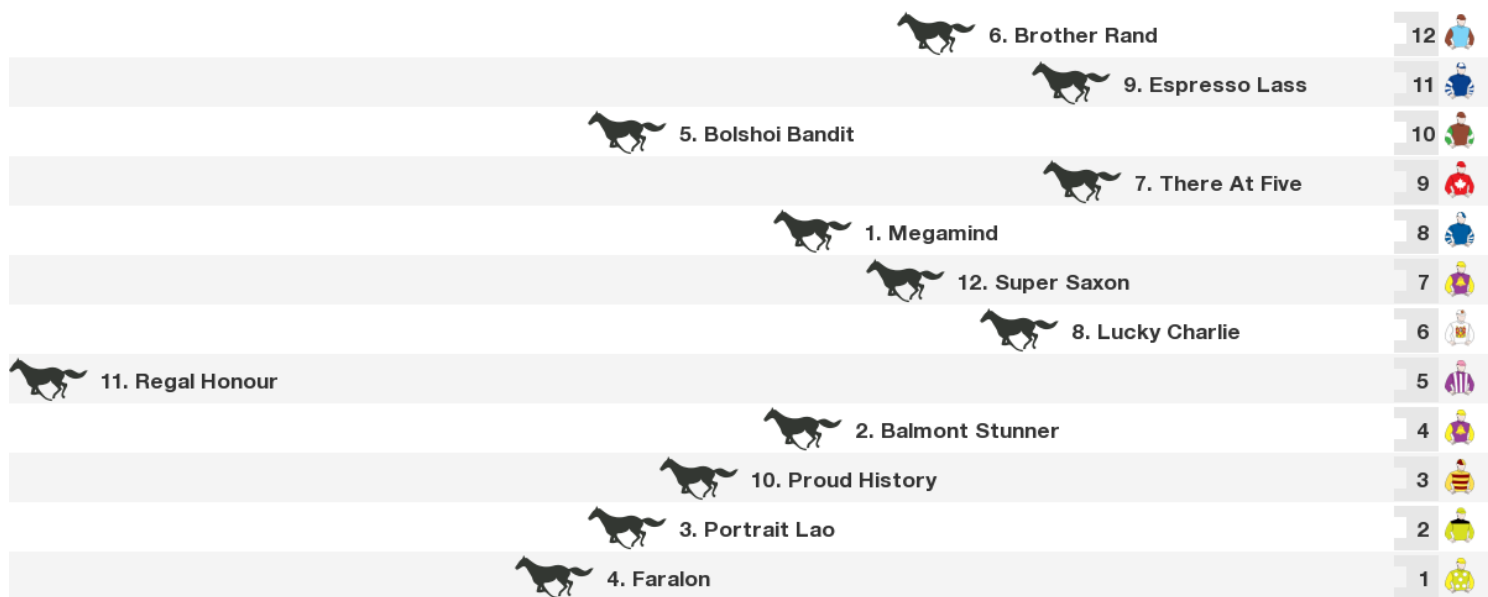 6. Brother Rand 12
9. Espresso Lass 11
5. Bolshoi Bandit 10
7. There At Five 9
1. Megamind 8
12. Super Saxon 7
8. Lucky Charlie 6
11. Regal Honour 5
2. Balmont Stunner 4
10. Proud History 3
3. Portrait Lao 2
4. Faralon 1